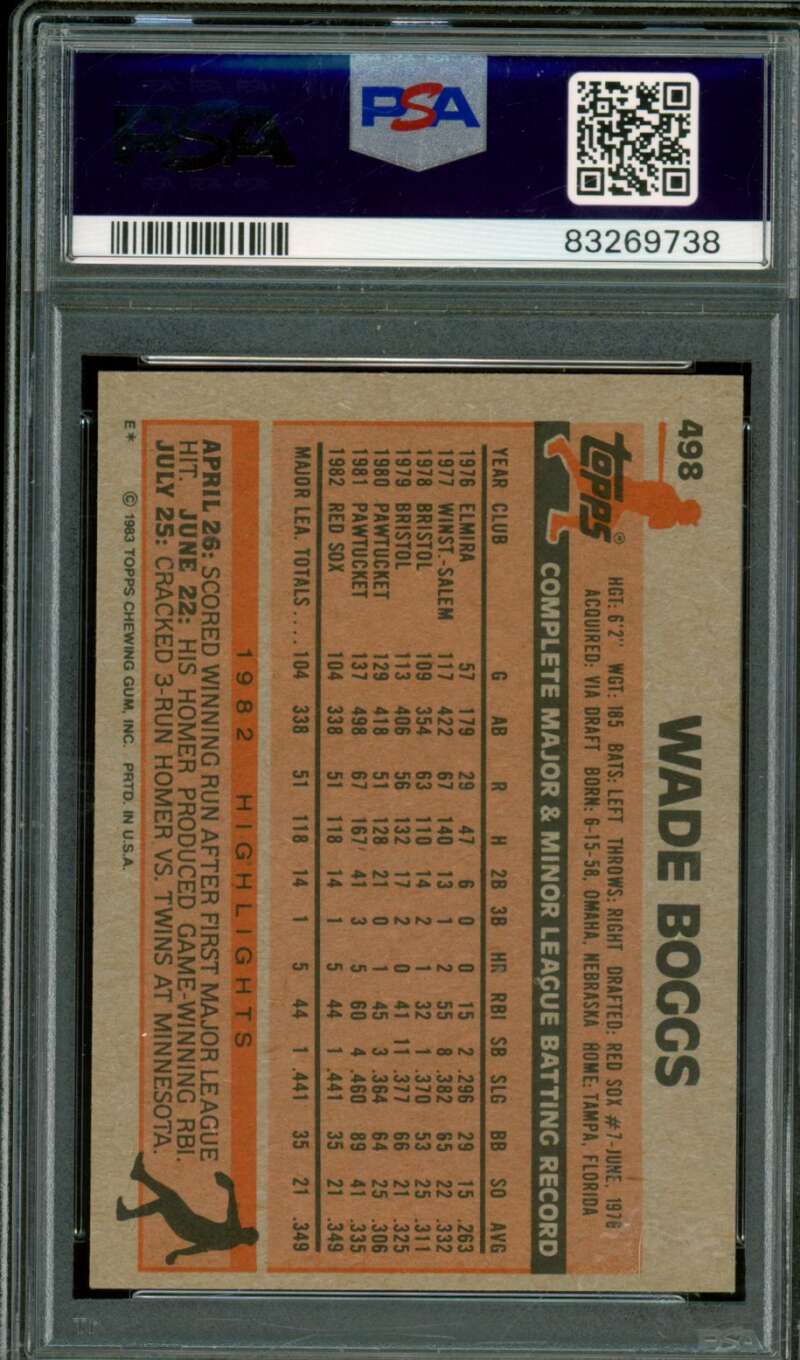 PSA
PSA
83269738
498
WADE BOGGS
topps®
HGT: 6'2" WGT: 185 BATS: LEFT THROWS: RIGHT DRAFTED: RED SOX #7-JUNE, 1976
ACQUIRED: VIA DRAFT BORN: 6-15-58, OMAHA, NEBRASKA HOME: TAMPA, FLORIDA
COMPLETE MAJOR & MINOR LEAGUE BATTING RECORD
YEAR CLUB G AB R H 2B 3B HR RBI SB SLG BB SO AVG
1976 ELMIRA 57 179 29 47 6 0 0 15 2 .296 29 15 .263
1977 WINST.-SALEM 117 422 67 140 13 1 2 55 8 .382 65 22 .332
1978 BRISTOL 109 354 63 110 14 2 1 32 1 .370 53 25 .311
1979 BRISTOL 113 406 56 132 17 2 0 41 11 .377 66 21 .325
1980 PAWTUCKET 129 418 51 128 21 0 1 45 3 .364 64 25 .306
1981 PAWTUCKET 137 498 67 167 41 3 5 60 4 .460 89 41 .335
1982 RED SOX 104 338 51 118 14 1 5 44 1 .441 35 21 .349
MAJOR LEA. TOTALS .... 104 338 51 118 14 1 5 44 1 .441 35 21 .349
1982 HIGHLIGHTS
APRIL 26: SCORED WINNING RUN AFTER FIRST MAJOR LEAGUE
HIT. JUNE 22: HIS HOMER PRODUCED GAME-WINNING RBI.
JULY 25: CRACKED 3-RUN HOMER VS. TWINS AT MINNESOTA.
E* © 1983 TOPPS CHEWING GUM, INC. PRTD. IN U.S.A.
PSA